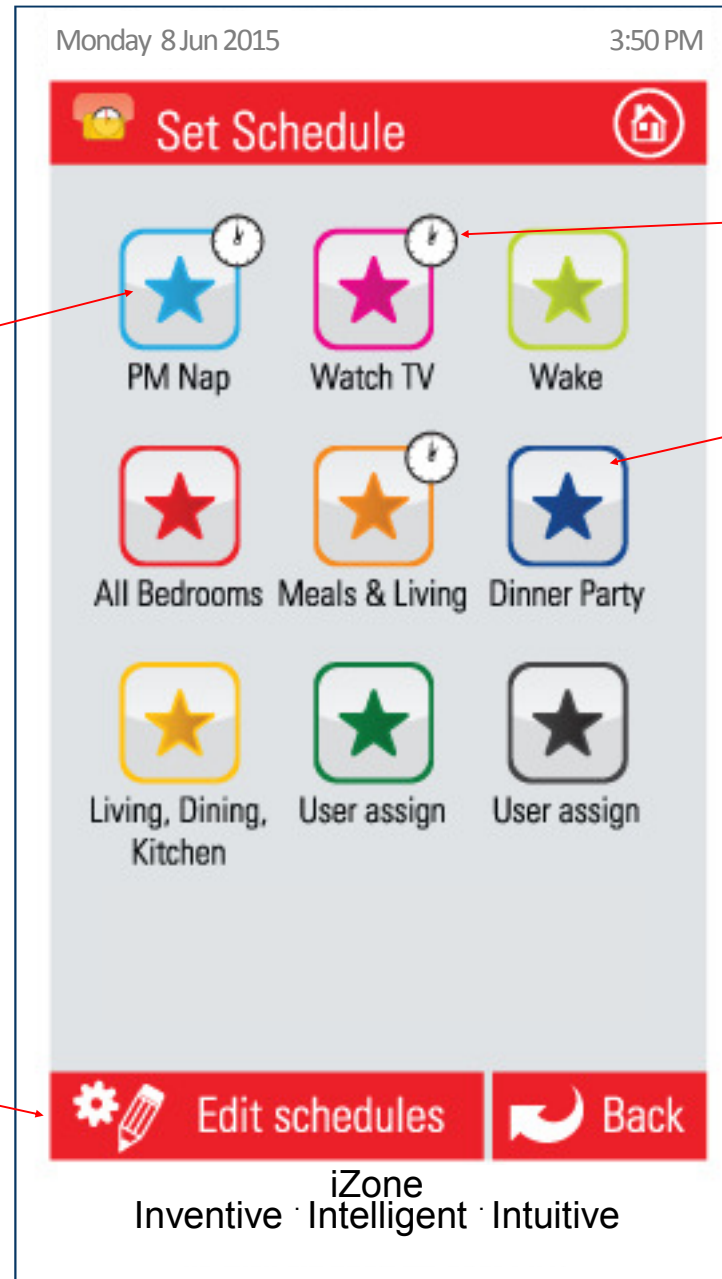 Monday 8 Jun 2015 3:50 PM
Set Schedule
PM Nap Watch TV Wake
All Bedrooms Meals & Living Dinner Party
Living, Dining, User assign User assign
Kitchen
Edit schedules Back
iZone
Inventive · Intelligent · Intuitive